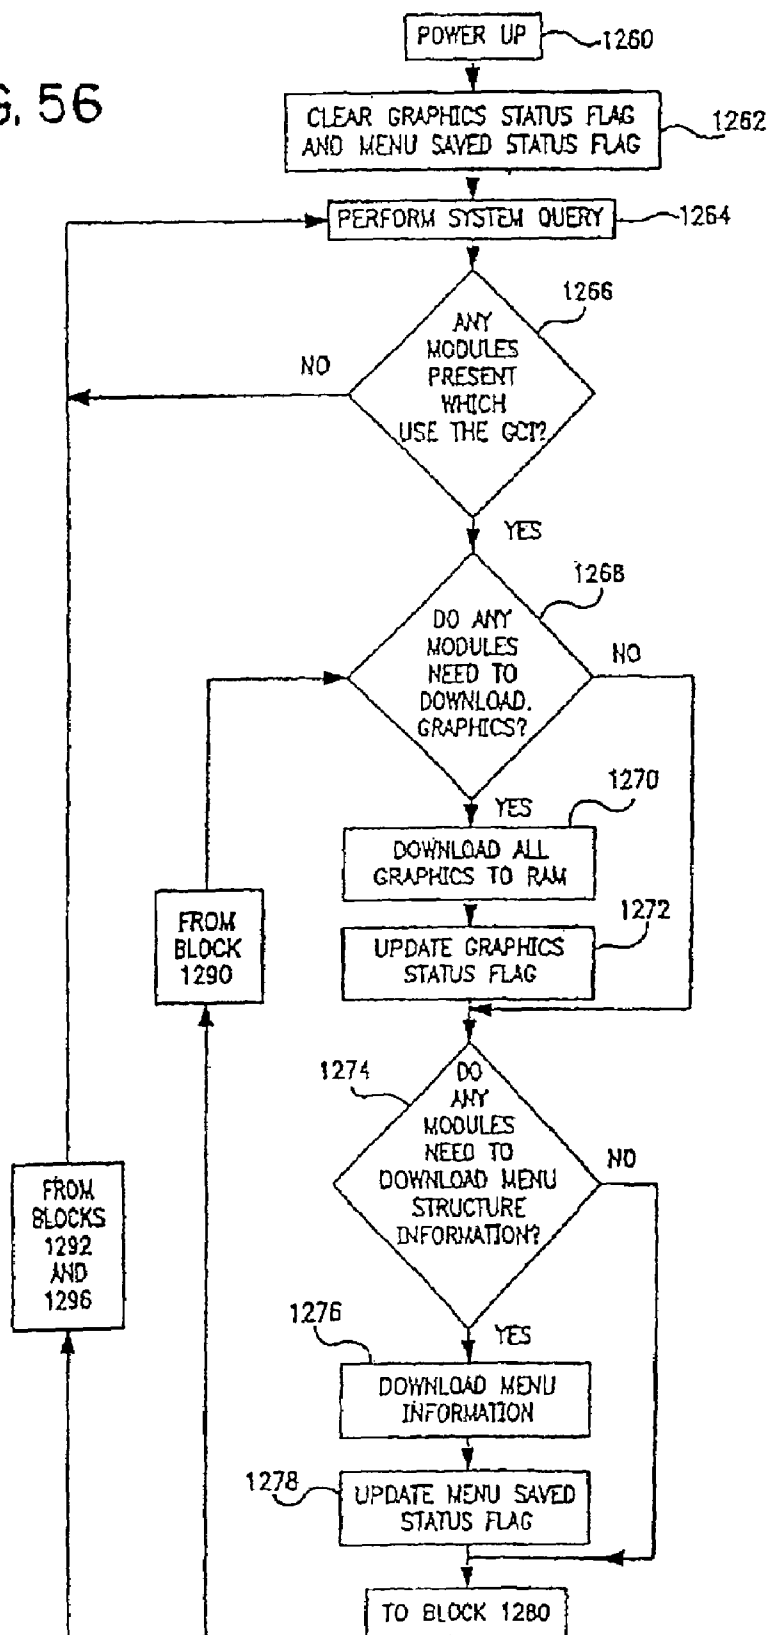 G. 56
POWER UP
1260
CLEAR GRAPHICS STATUS FLAG
AND MENU SAVED STATUS FLAG
1262
PERFORM SYSTEM QUERY
1264
1266
ANY
MODULES
PRESENT
WHICH
USE THE GCI?
NO
YES
1268
DO ANY
MODULES
NEED TO
DOWNLOAD.
GRAPHICS?
NO
YES
1270
DOWNLOAD ALL
GRAPHICS TO RAM
1272
UPDATE GRAPHICS
STATUS FLAG
FROM
BLOCK
1290
1274
DO
ANY
MODULES
NEED TO
DOWNLOAD MENU
STRUCTURE
INFORMATION?
NO
YES
FROM
BLOCKS
1292
AND
1296
1276
DOWNLOAD MENU
INFORMATION
1278
UPDATE MENU SAVED
STATUS FLAG
TO BLOCK 1280